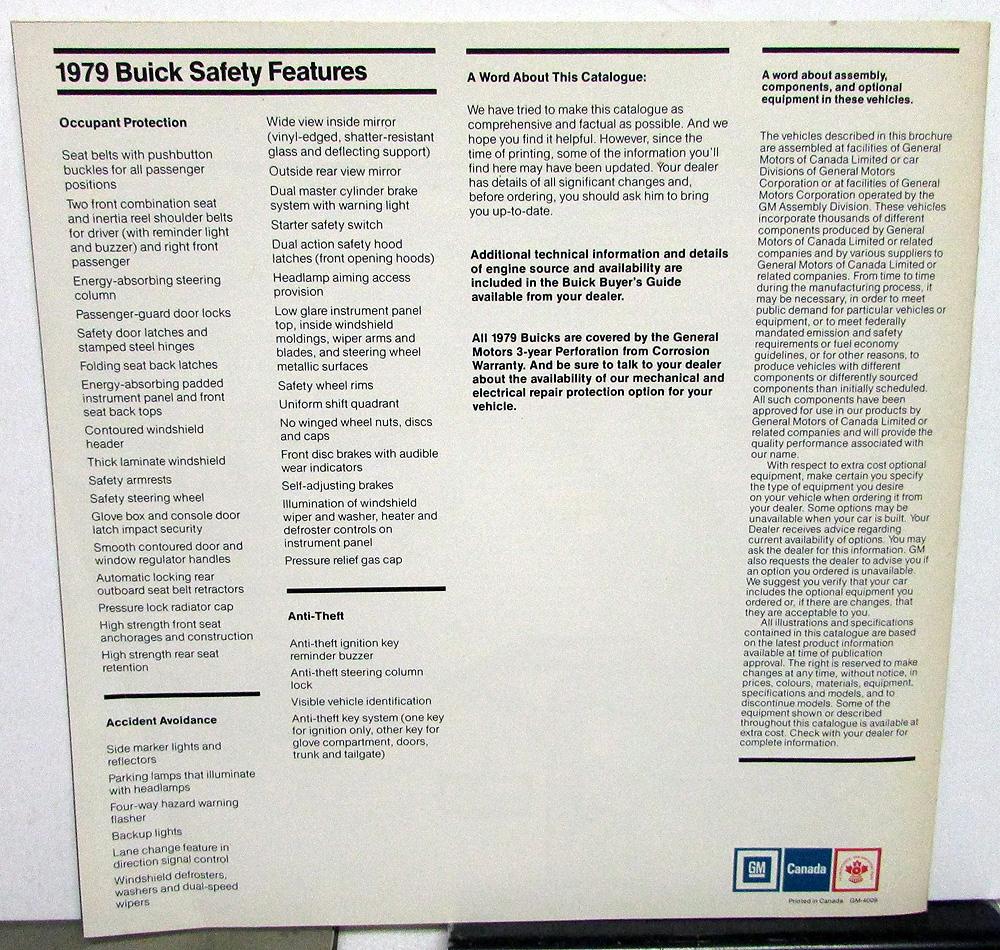 1979 Buick Safety Features
Occupant Protection
Seat belts with pushbutton
buckles for all passenger
positions
Two front combination seat
and inertia reel shoulder belts
for driver (with reminder light
and buzzer) and right front
passenger
Energy-absorbing steering
column
Passenger-guard door locks
Safety door latches and
stamped steel hinges
Folding seat back latches
Energy-absorbing padded
instrument panel and front
seat back tops
Contoured windshield
header
Thick laminate windshield
Safety armrests
Safety steering wheel
Glove box and console door
latch impact security
Smooth contoured door and
window regulator handles
Automatic locking rear
outboard seat belt retractors
Pressure lock radiator cap
High strength front seat
anchorages and construction
High strength rear seat
retention
Accident Avoidance
Side marker lights and
reflectors
Parking lamps that illuminate
with headlamps
Four-way hazard warning
flasher
Backup lights
Lane change feature in
direction signal control
Windshield defrosters,
washers and dual-speed
wipers
Wide view inside mirror
(vinyl-edged, shatter-resistant
glass and deflecting support)
Outside rear view mirror
Dual master cylinder brake
system with warning light
Starter safety switch
Dual action safety hood
latches (front opening hoods)
Headlamp aiming access
provision
Low glare instrument panel
top, inside windshield
moldings, wiper arms and
blades, and steering wheel
metallic surfaces
Safety wheel rims
Uniform shift quadrant
No winged wheel nuts, discs
and caps
Front disc brakes with audible
wear indicators
Self-adjusting brakes
Illumination of windshield
wiper and washer, heater and
defroster controls on
instrument panel
Pressure relief gas cap
Anti-Theft
Anti-theft ignition key
reminder buzzer
Anti-theft steering column
lock
Visible vehicle identification
Anti-theft key system (one key
for ignition only, other key for
glove compartment, doors,
trunk and tailgate)
A Word About This Catalogue:
We have tried to make this catalogue as
comprehensive and factual as possible. And we
hope you find it helpful. However, since the
time of printing, some of the information you'll
find here may have been updated. Your dealer
has details of all significant changes and,
before ordering, you should ask him to bring
you up-to-date.
Additional technical information and details
of engine source and availability are
included in the Buick Buyer's Guide
available from your dealer.
All 1979 Buicks are covered by the General
Motors 3-year Perforation from Corrosion
Warranty. And be sure to talk to your dealer
about the availability of our mechanical and
electrical repair protection option for your
vehicle.
A word about assembly,
components, and optional
equipment in these vehicles.
The vehicles described in this brochure
are assembled at facilities of General
Motors of Canada Limited or car
Divisions of General Motors
Corporation or at facilities of General
Motors Corporation operated by the
GM Assembly Division. These vehicles
incorporate thousands of different
components produced by General
Motors of Canada Limited or related
companies and by various suppliers to
General Motors of Canada Limited or
related companies. From time to time
during the manufacturing process, it
may be necessary, in order to meet
public demand for particular vehicles or
equipment, or to meet federally
mandated emission and safety
requirements or fuel economy
guidelines, or for other reasons, to
produce vehicles with different
components or differently sourced
components than initially scheduled.
All such components have been
approved for use in our products by
General Motors of Canada Limited or
related companies and will provide the
quality performance associated with
our name.
With respect to extra cost optional
equipment, make certain you specify
the type of equipment you desire
on your vehicle when ordering it from
your dealer. Some options may be
unavailable when your car is built. Your
Dealer receives advice regarding
current availability of options. You may
ask the dealer for this information. GM
also requests the dealer to advise you if
an option you ordered is unavailable.
We suggest you verify that your car
includes the optional equipment you
ordered or, if there are changes, that
they are acceptable to you.
All illustrations and specifications
contained in this catalogue are based
on the latest product information
available at time of publication
approval. The right is reserved to make
changes at any time, without notice, in
prices, colours, materials, equipment,
specifications and models, and to
discontinue models. Some of the
equipment shown or described
throughout this catalogue is available at
extra cost. Check with your dealer for
complete information.
GM
Canada
Printed in Canada GM-4009